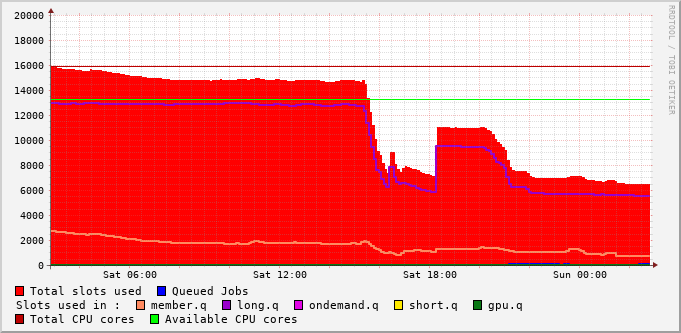 RRDTOOL / TOBI OETIKER
20000
18000
16000
14000
12000
10000
8000
6000
4000
2000
0
Sat 06:00 Sat 12:00 Sat 18:00 Sun 00:00
Total slots used Queued Jobs
Slots used in : member.q long.q ondemand.q short.q gpu.q
Total CPU cores Available CPU cores